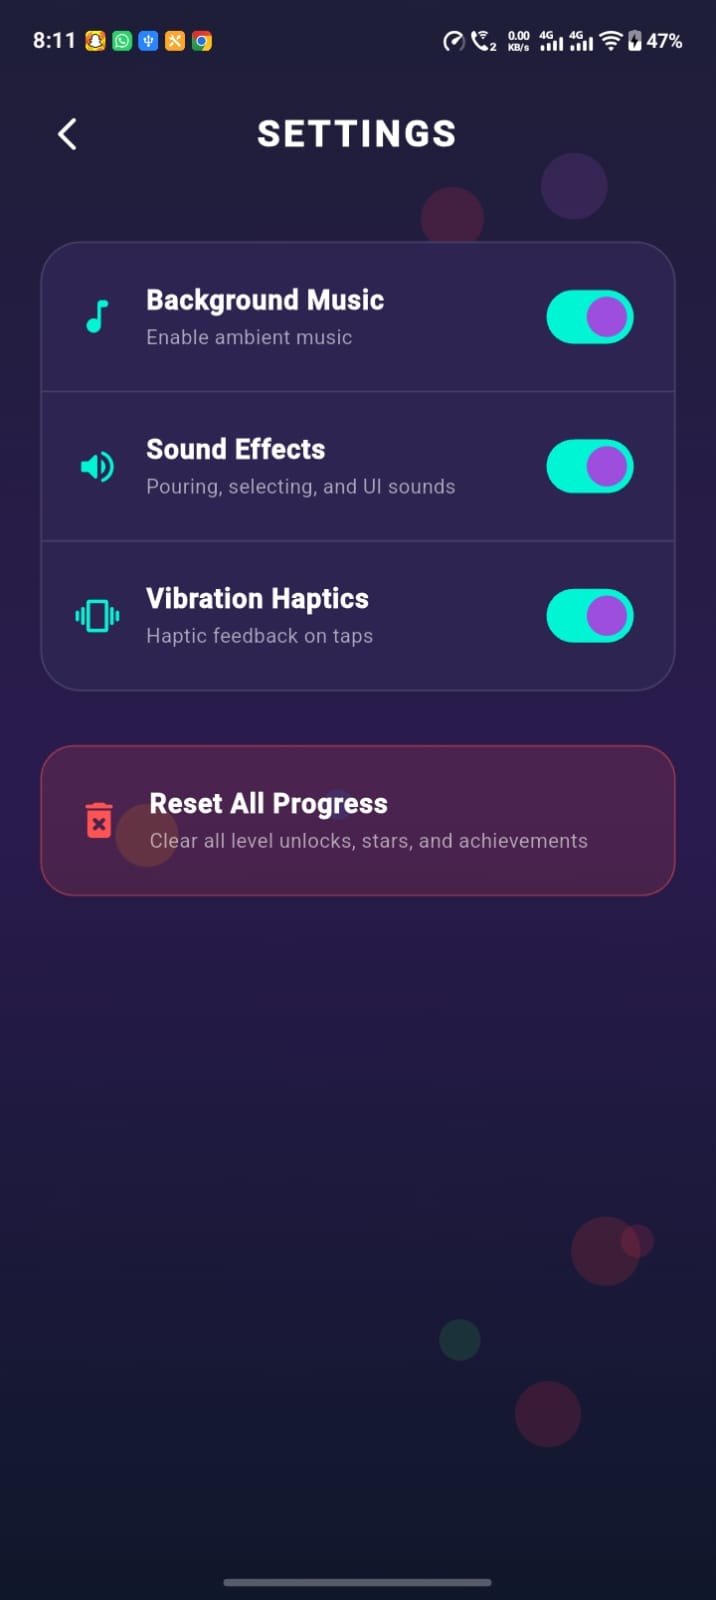 8:11 2 0.00 KB/s 4G 4G 47%
SETTINGS
Background Music
Enable ambient music
Sound Effects
Pouring, selecting, and UI sounds
Vibration Haptics
Haptic feedback on taps
Reset All Progress
Clear all level unlocks, stars, and achievements